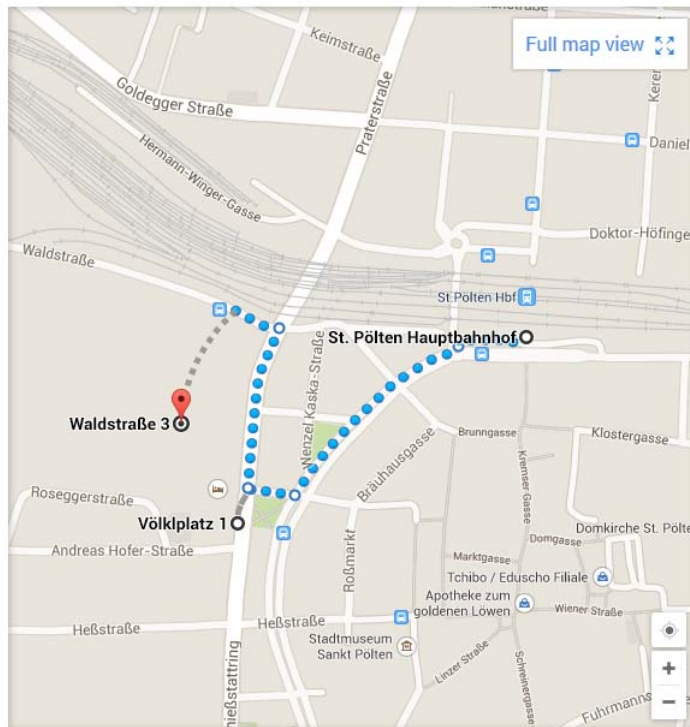 Keimstraße
Full map view
Goldegger Straße
Praterstraße
Hermann-Winger-Gasse
Daniel
Waldstraße
Doktor-Höfinge
St.Pölten Hbf
St. Pölten Hauptbahnhof
Wenzel Kaska-Straße
Waldstraße 3
Brunngasse
Klostergasse
Bräuhausgasse
Kremser Gasse
Roseggerstraße
Völklplatz 1
Domkirche St. Pölte
Domgasse
Andreas Hofer-Straße
Roßmarkt
Marktgasse
Tchibo / Eduscho Filiale
Apotheke zum
goldenen Löwen
Wiener Straße
Heßstraße
Heßstraße
Stadtmuseum
Sankt Pölten
Linzer Straße
Schreinergasse
ießstattring
Fuhrmanns
+
−